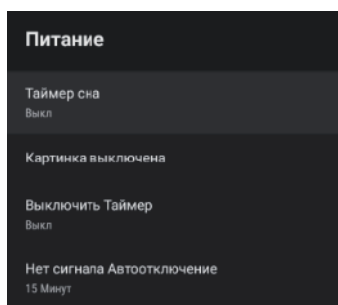 Питание
Таймер сна
Выкл
Картинка выключена
Выключить Таймер
Выкл
Нет сигнала Автоотключение
15 Минут